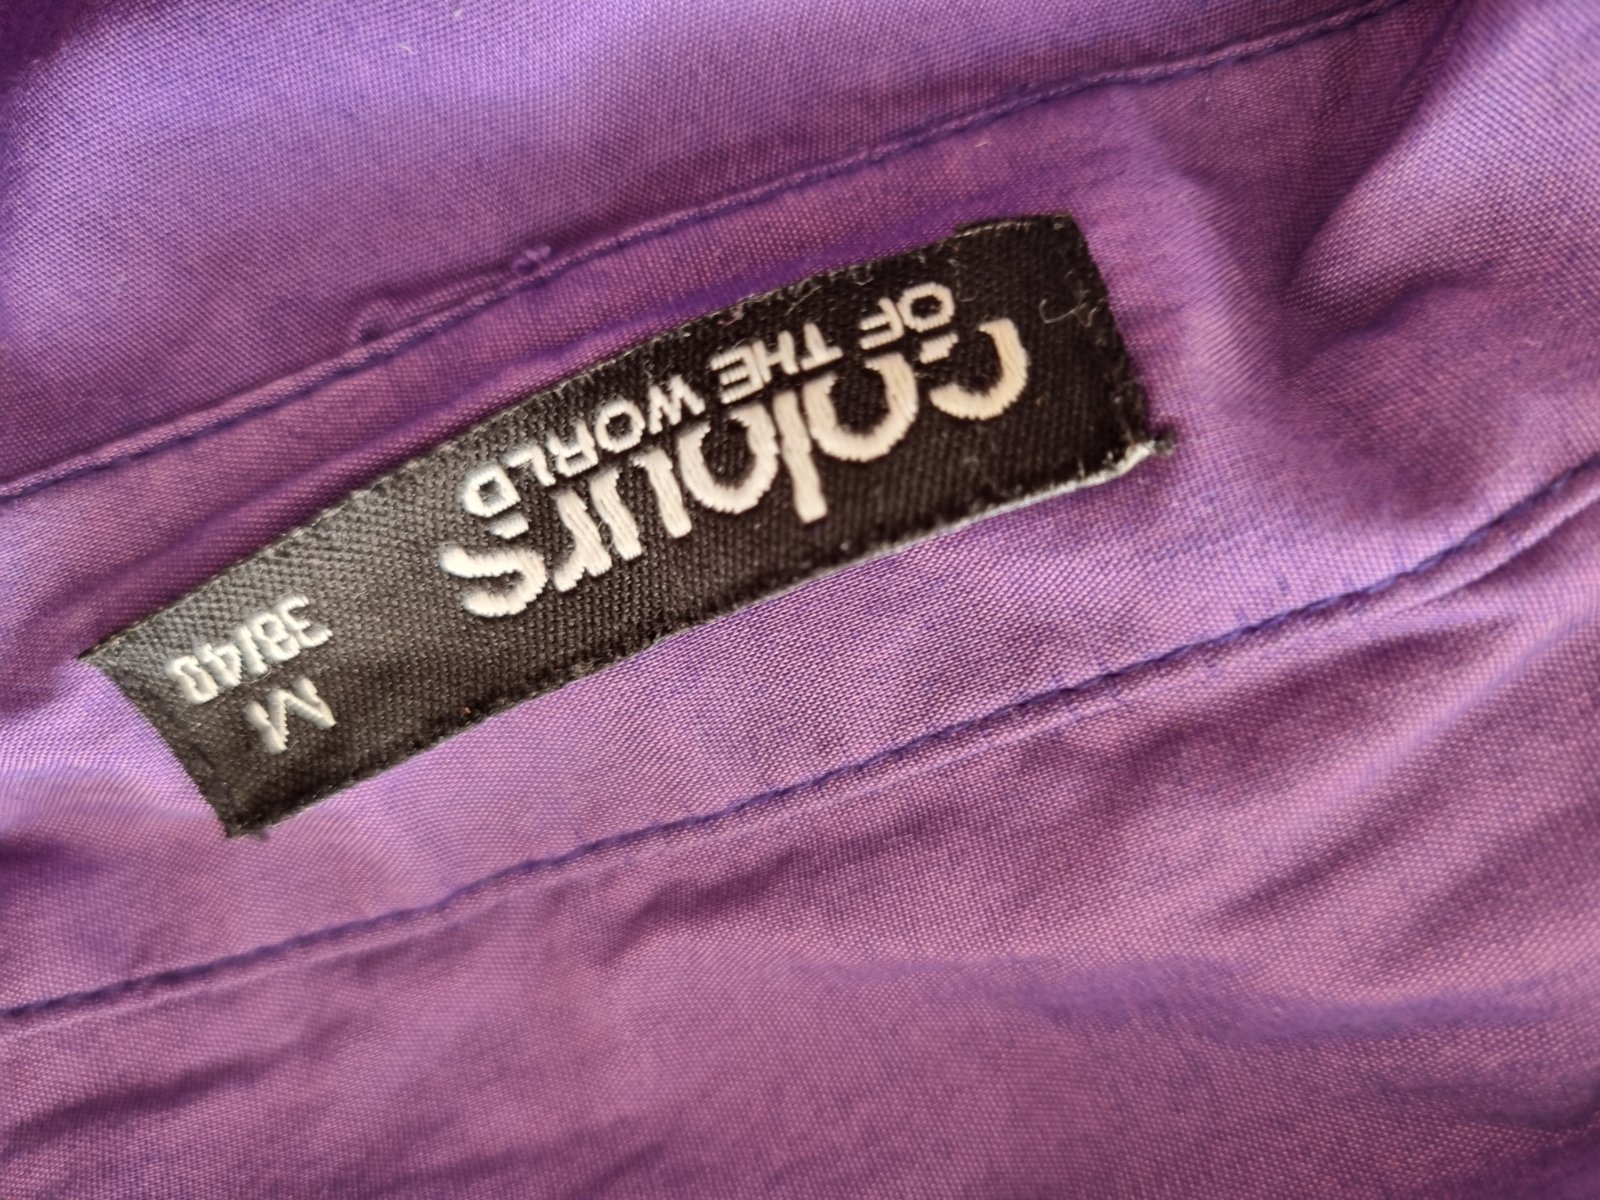 Colours
OF THE WORLD
M
38/40